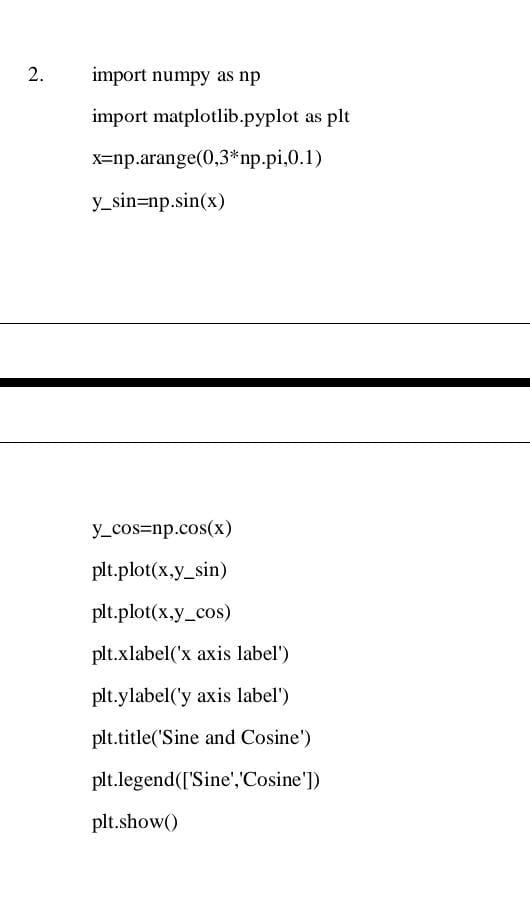 2. import numpy as np
import matplotlib.pyplot as plt
x=np.arange(0,3*np.pi,0.1)
y_sin=np.sin(x)
y_cos=np.cos(x)
plt.plot(x,y_sin)
plt.plot(x,y_cos)
plt.xlabel('x axis label')
plt.ylabel('y axis label')
plt.title('Sine and Cosine')
plt.legend(['Sine','Cosine'])
plt.show()